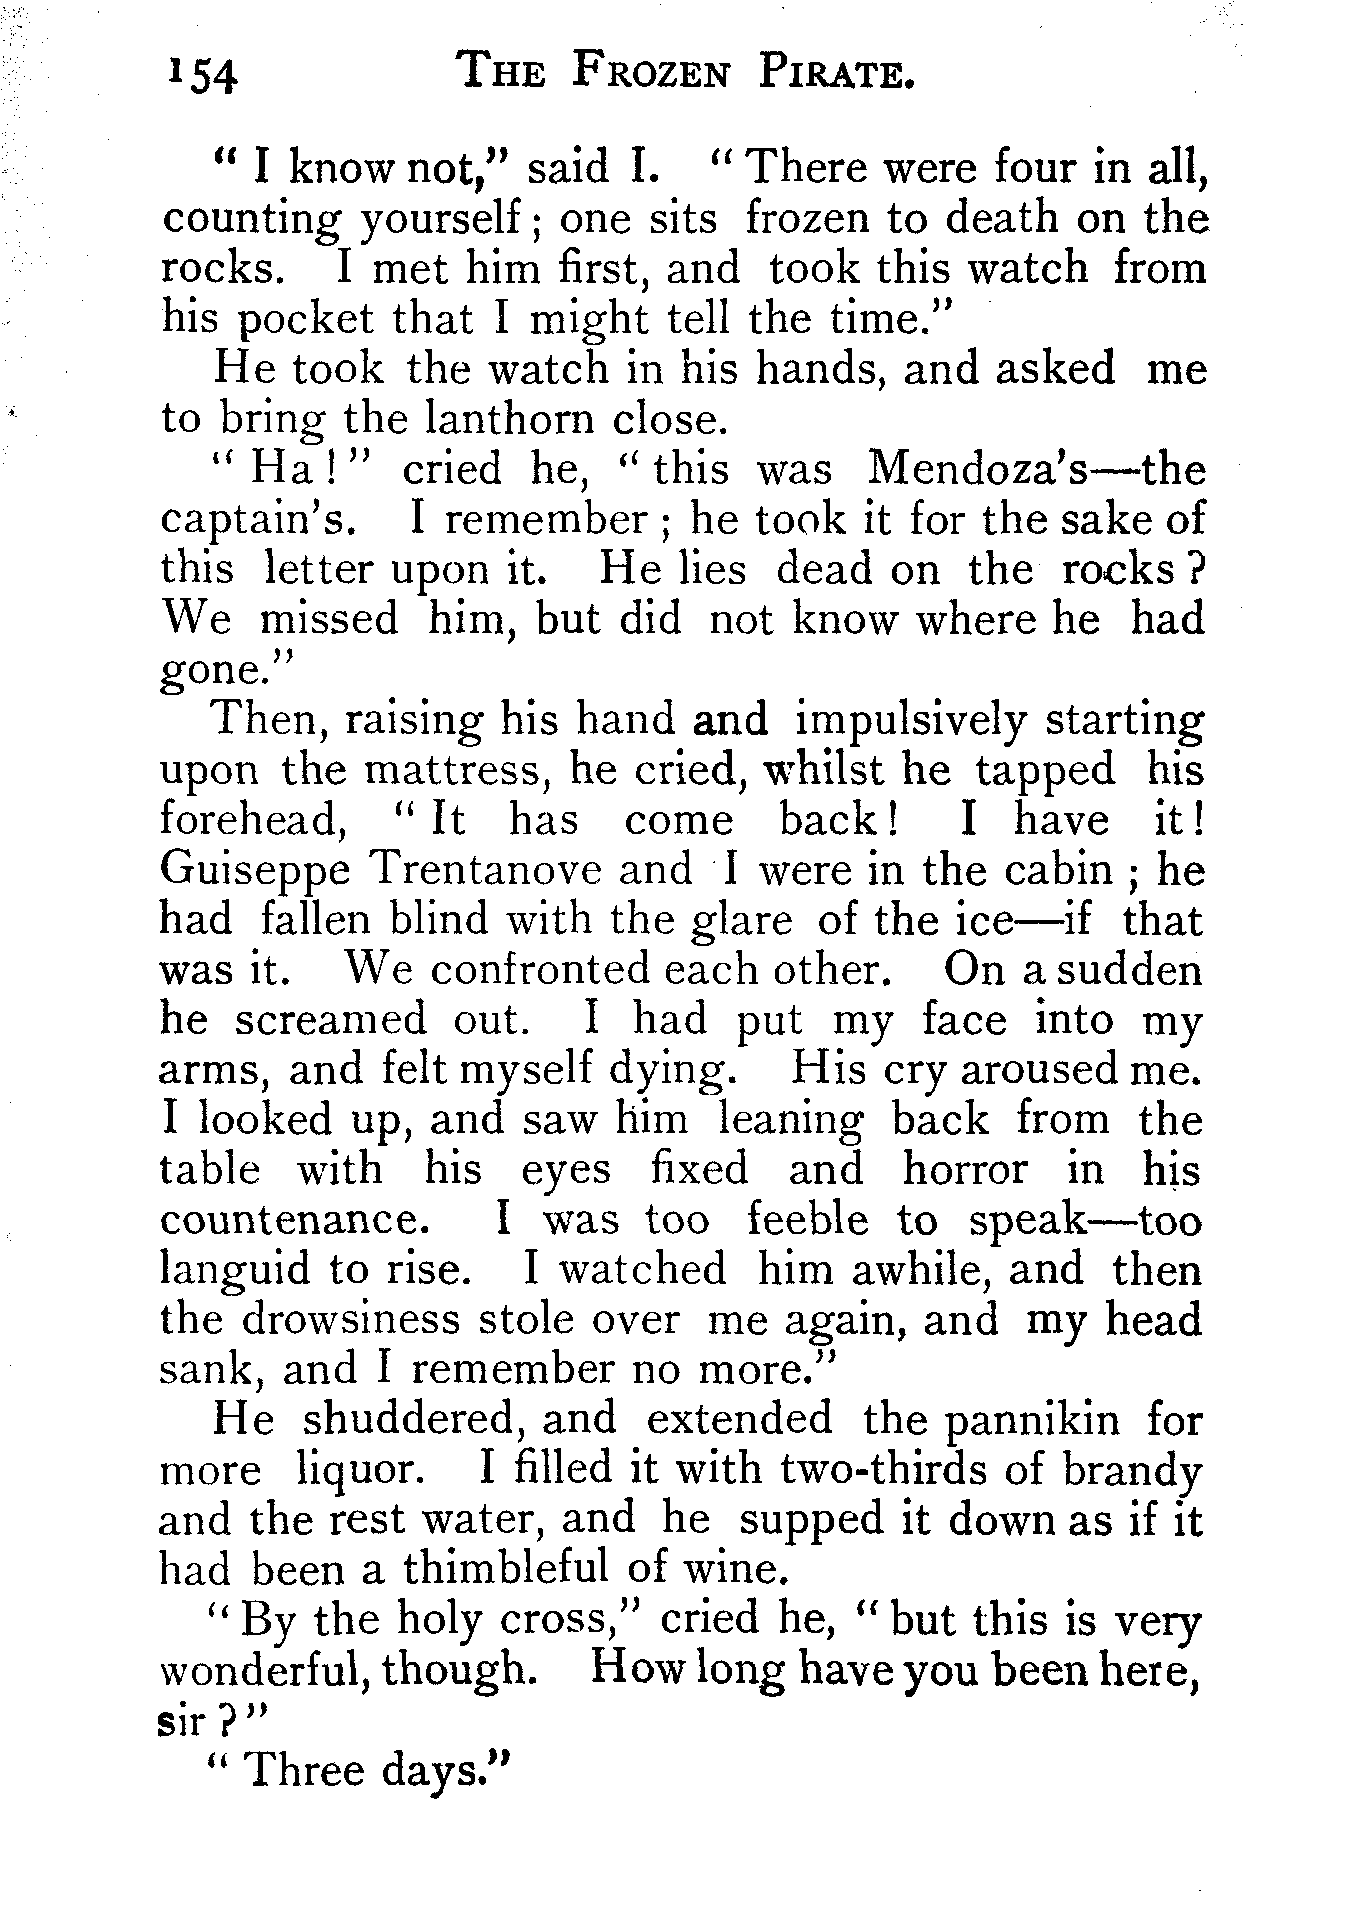 154 THE FROZEN PIRATE.
“ I know not,” said I. “ There were four in all,
counting yourself ; one sits frozen to death on the
rocks. I met him first, and took this watch from
his pocket that I might tell the time.”
He took the watch in his hands, and asked me
to bring the lanthorn close.
“ Ha ! ” cried he, “ this was Mendoza's—the
captain's. I remember ; he took it for the sake of
this letter upon it. He lies dead on the rocks ?
We missed him, but did not know where he had
gone.”
Then, raising his hand and impulsively starting
upon the mattress, he cried, whilst he tapped his
forehead, “ It has come back ! I have it !
Guiseppe Trentanove and I were in the cabin ; he
had fallen blind with the glare of the ice—if that
was it. We confronted each other. On a sudden
he screamed out. I had put my face into my
arms, and felt myself dying. His cry aroused me.
I looked up, and saw him leaning back from the
table with his eyes fixed and horror in his
countenance. I was too feeble to speak—too
languid to rise. I watched him awhile, and then
the drowsiness stole over me again, and my head
sank, and I remember no more.”
He shuddered, and extended the pannikin for
more liquor. I filled it with two-thirds of brandy
and the rest water, and he supped it down as if it
had been a thimbleful of wine.
“ By the holy cross,” cried he, “ but this is very
wonderful, though. How long have you been here,
sir ? ”
“ Three days.”